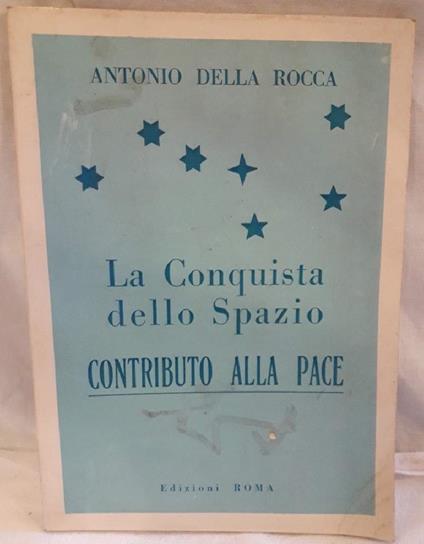 ANTONIO DELLA ROCCA
La Conquista
dello Spazio
CONTRIBUTO ALLA PACE
Edizioni ROMA